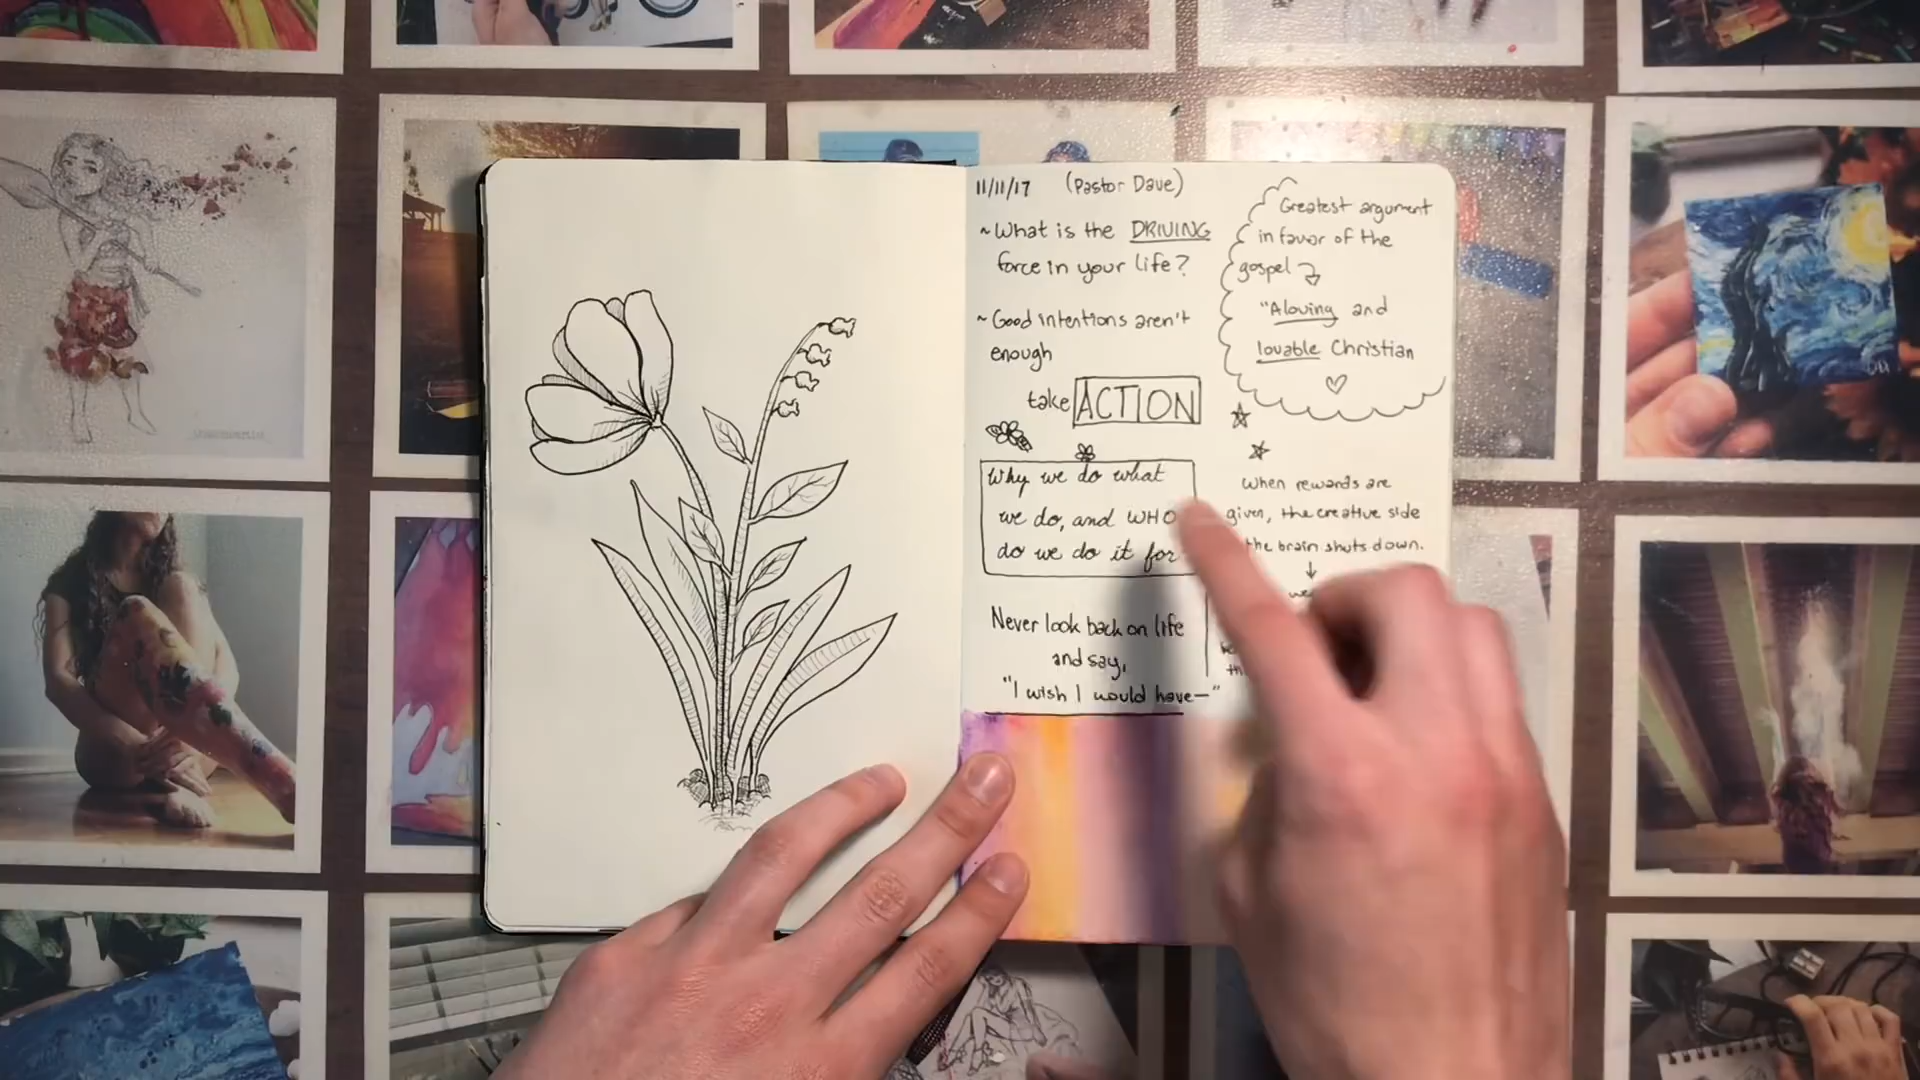 11/11/17 (Pastor Dave)
~What is the DRIVING
force in your life?
~Good intentions aren't
enough
take ACTION
Why we do what
we do, and WHO
do we do it for
Never look back on life
and say,
"I wish I would have—"
Greatest argument
in favor of the
gospel
"A loving and
lovable Christian
When rewards are
given, the creative side
the brain shuts down.